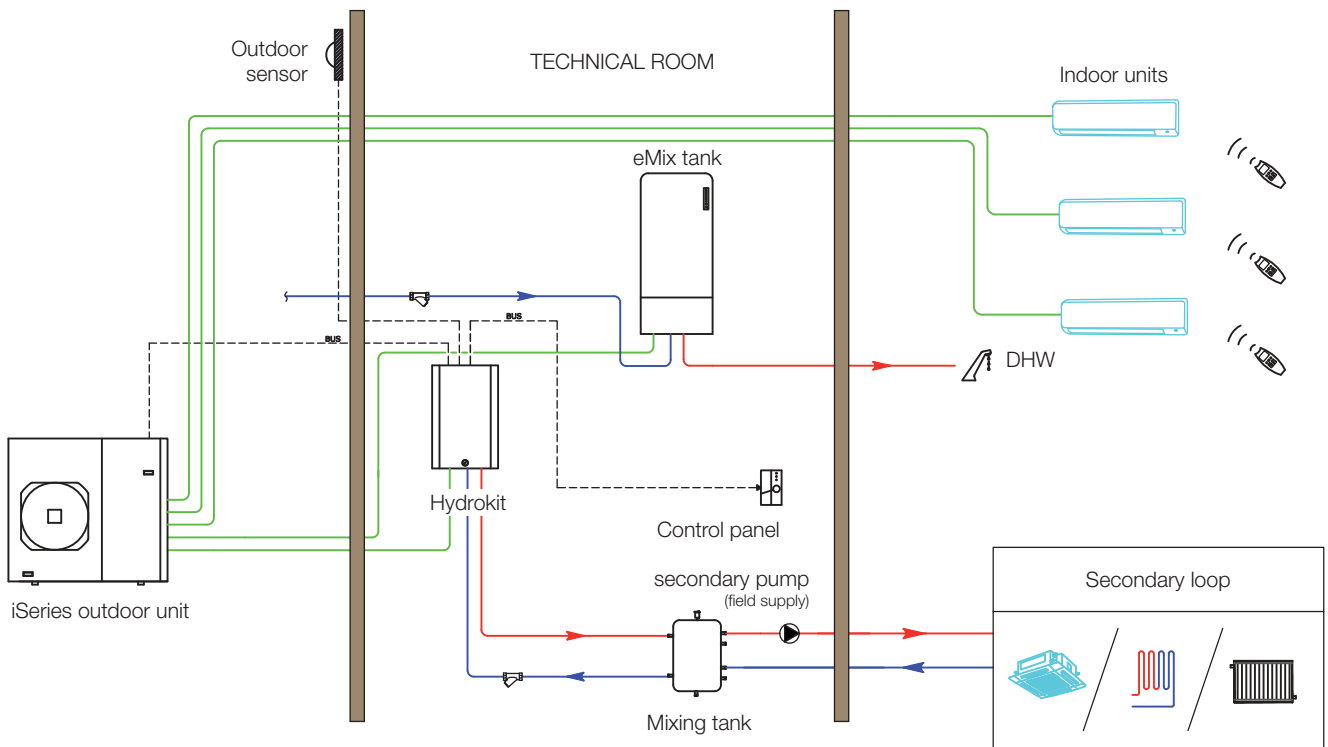 Outdoor
sensor
TECHNICAL ROOM
Indoor units
eMix tank
BUS
BUS
DHW
Hydrokit
Control panel
iSeries outdoor unit
secondary pump
(field supply)
Secondary loop
Mixing tank